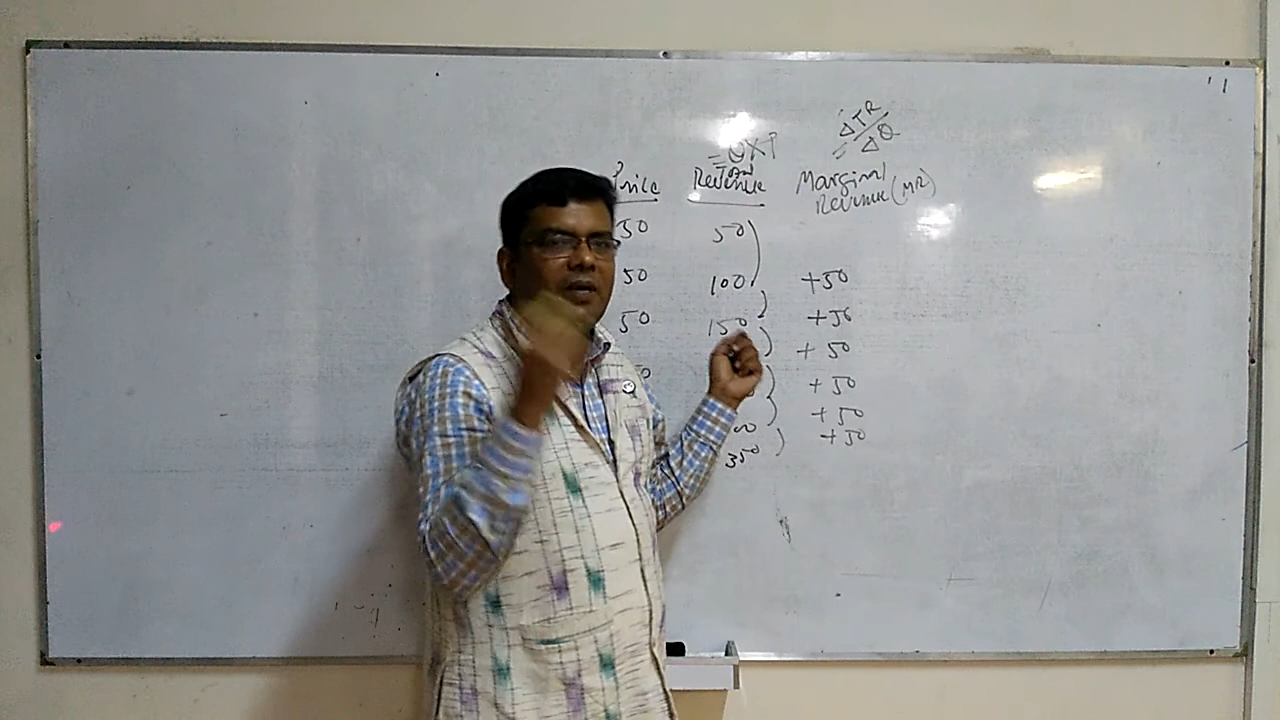 ΔTR/ΔQ
= Q x P
Price Total Revenue Marginal Revenue (MR)
50 50
50 100 +50
50 150 +50
+50
+50
00 +50
350 +50